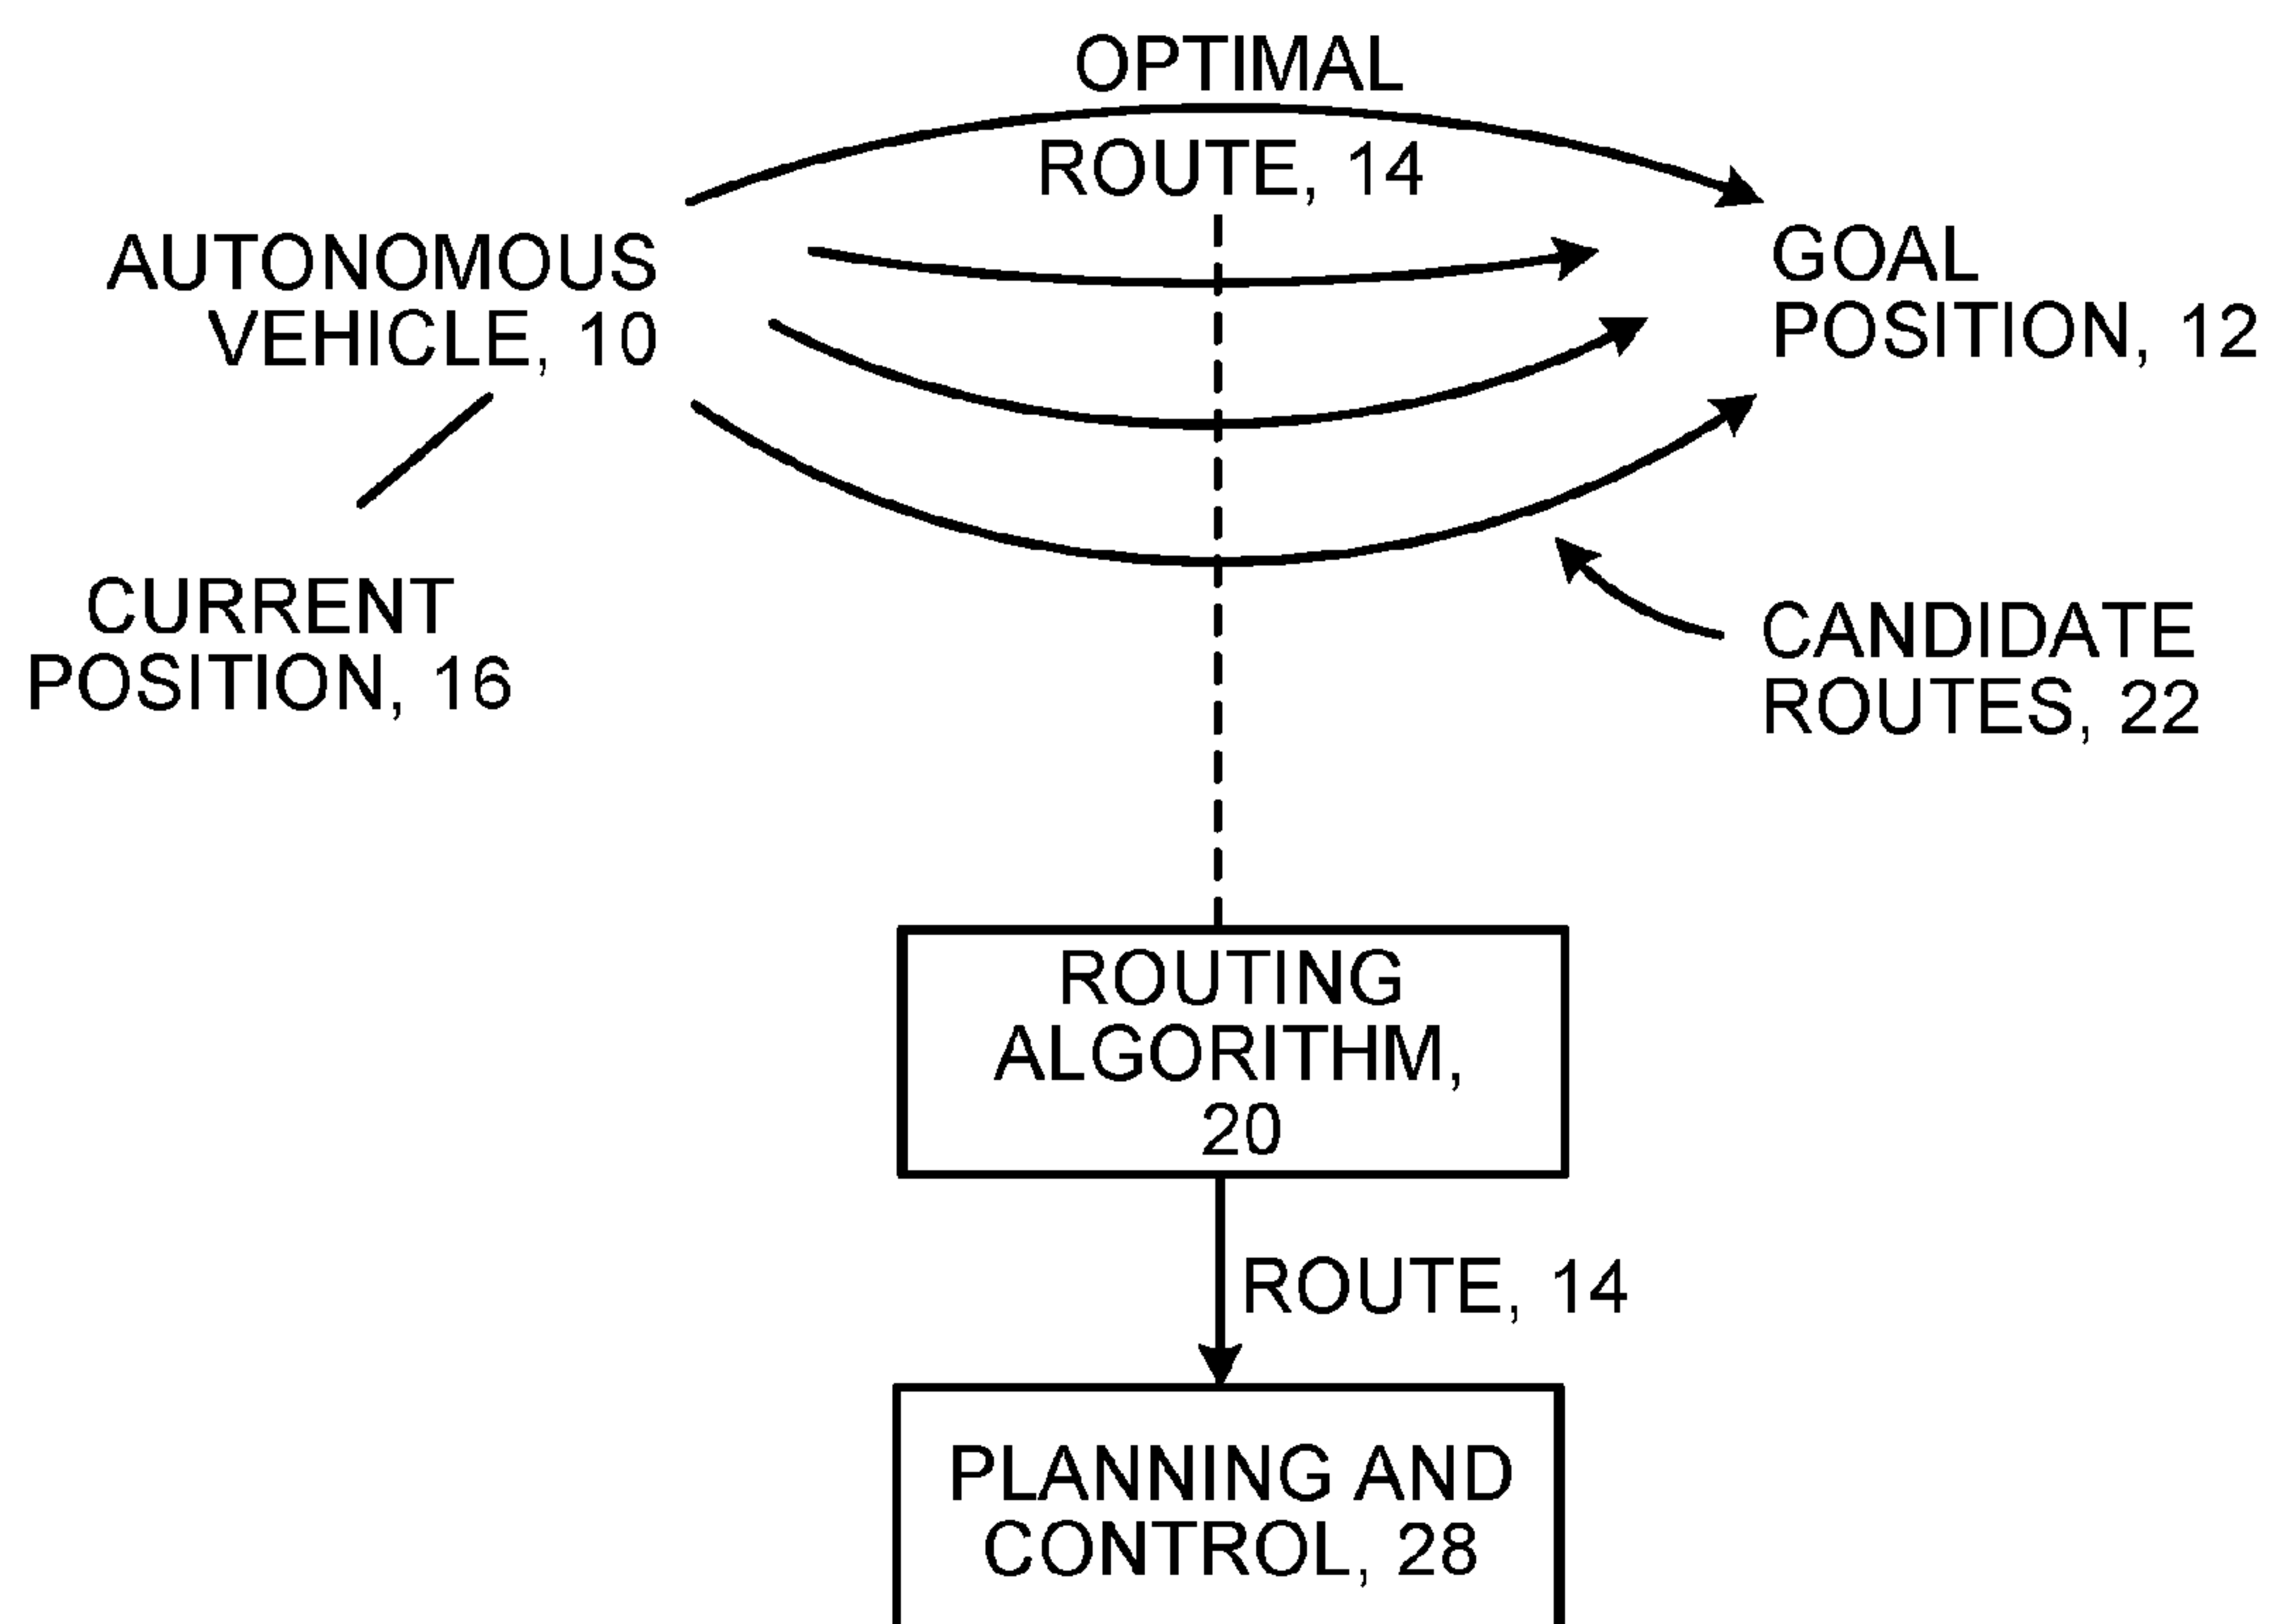 OPTIMAL
ROUTE, 14
AUTONOMOUS
VEHICLE, 10
GOAL
POSITION, 12
CURRENT
POSITION, 16
CANDIDATE
ROUTES, 22
ROUTING
ALGORITHM,
20
ROUTE, 14
PLANNING AND
CONTROL, 28